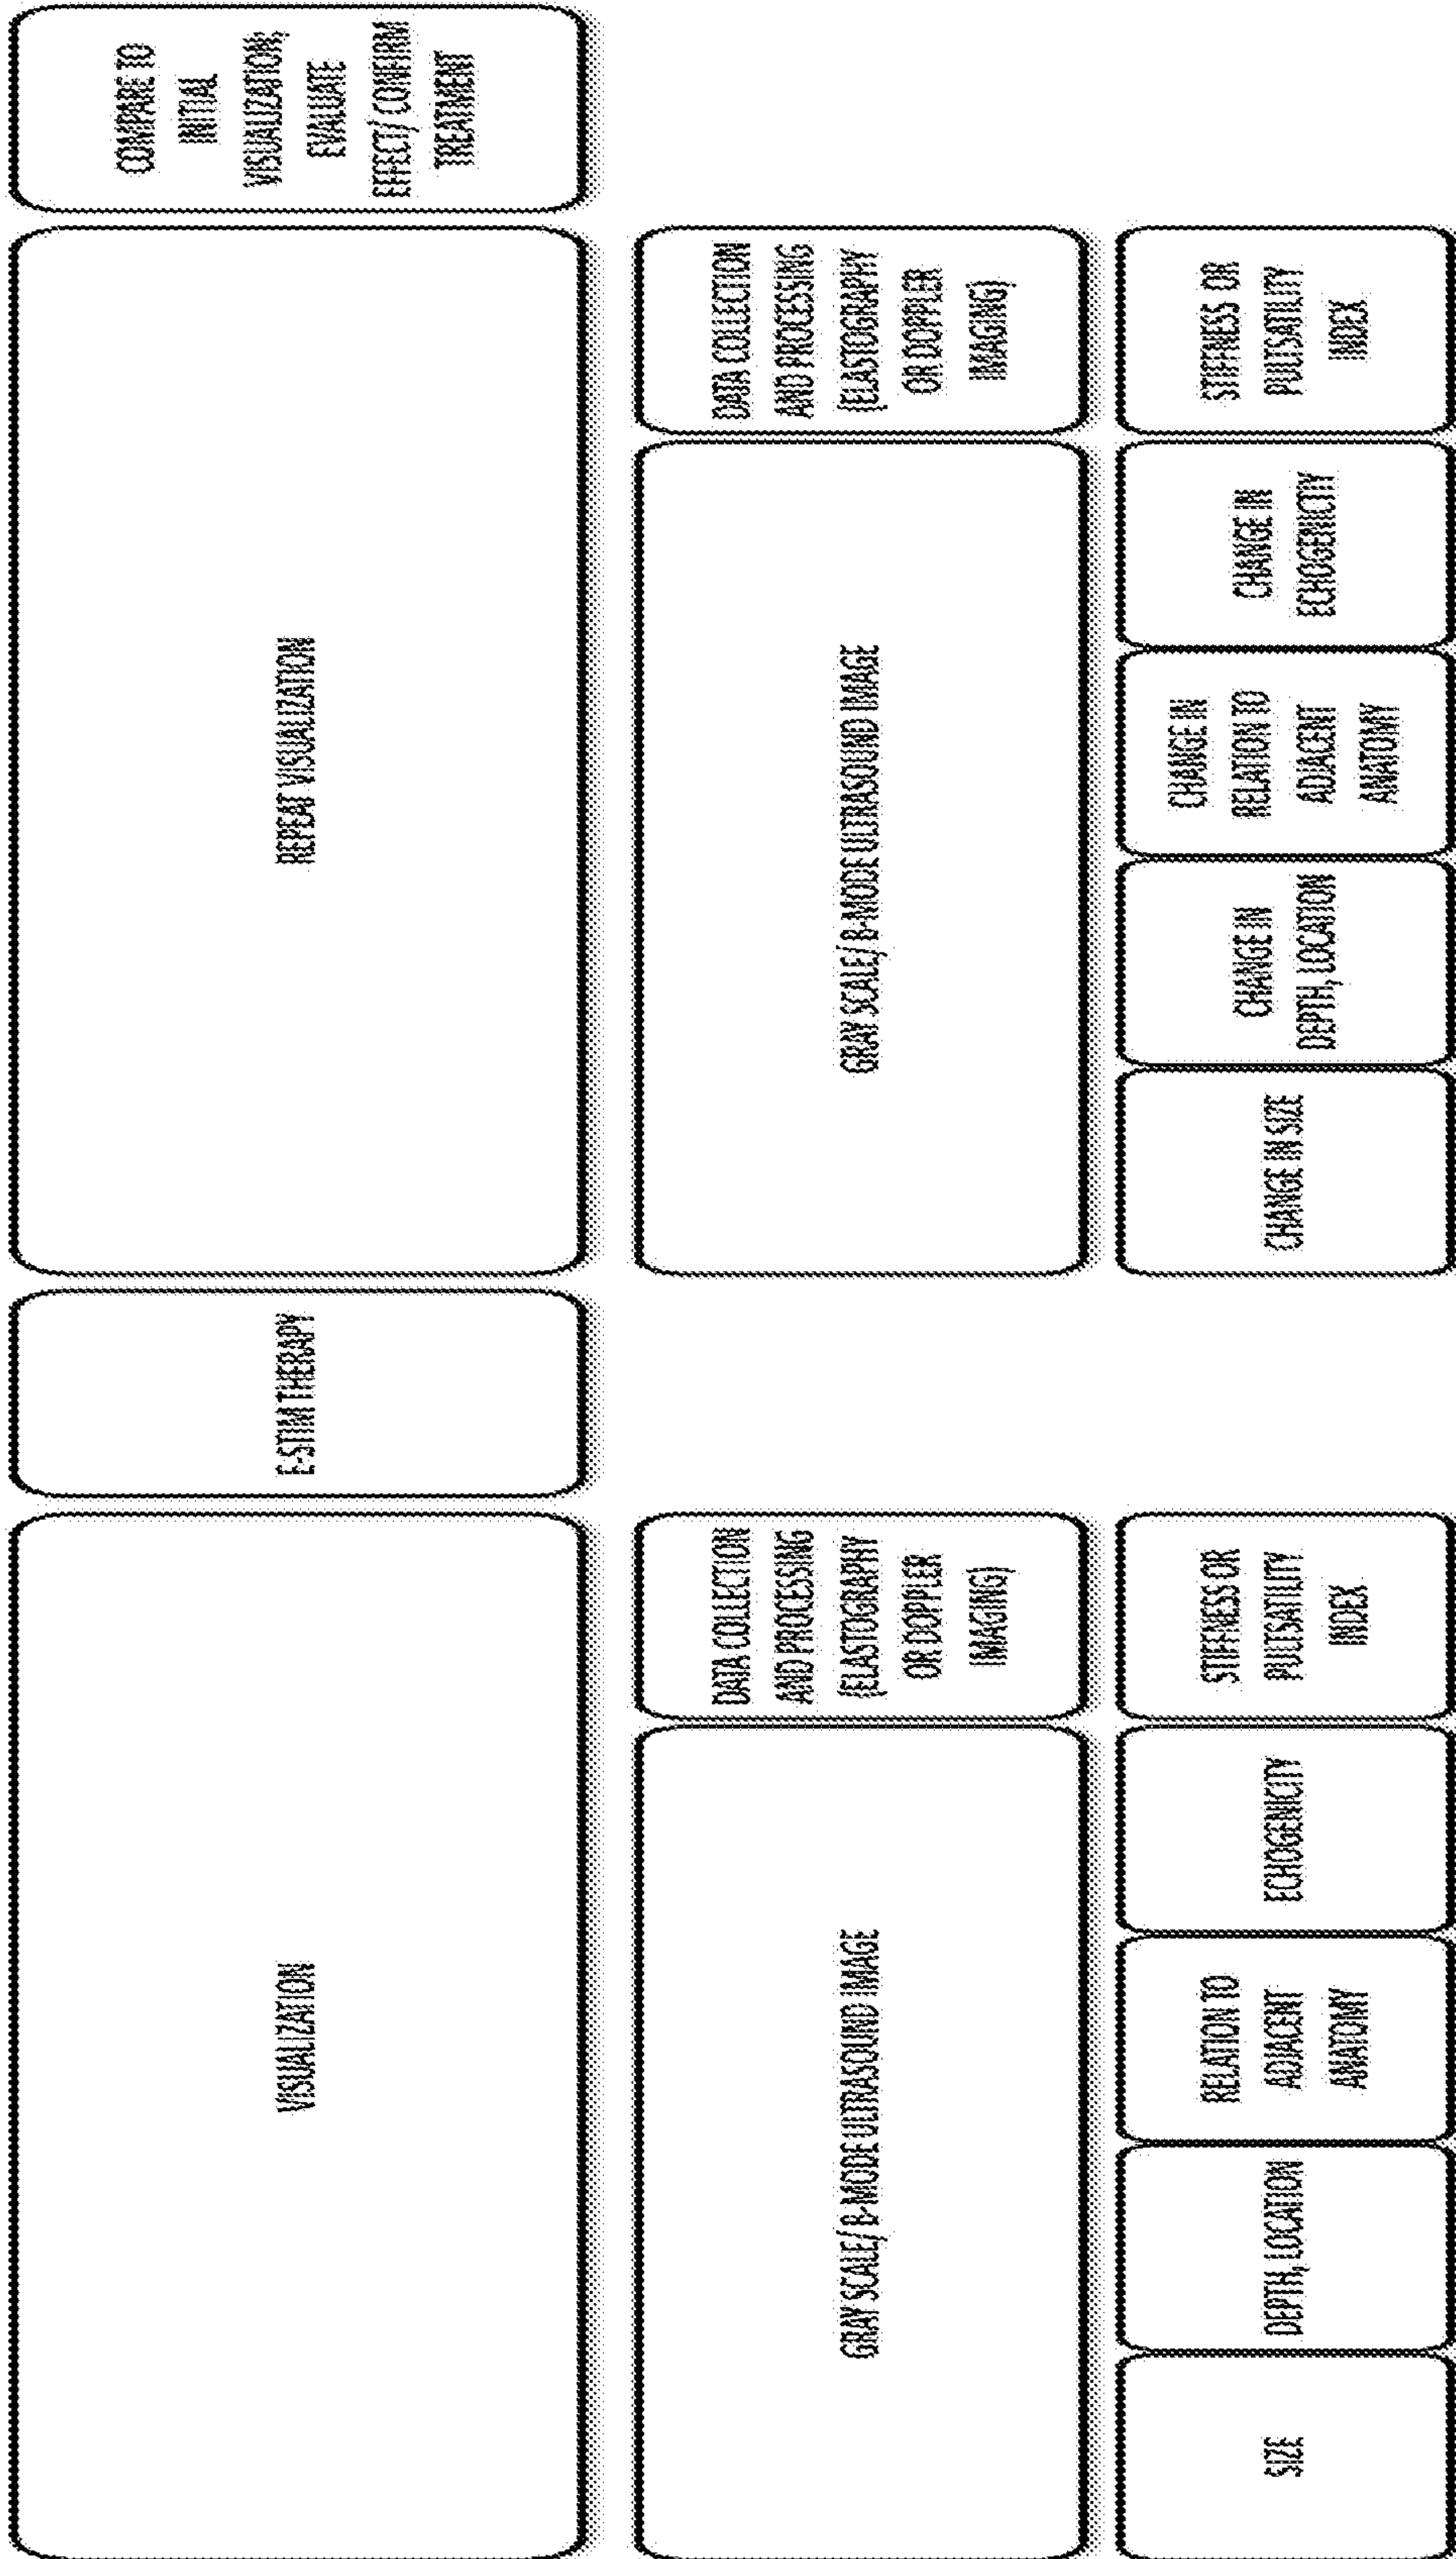 VISUALIZATION
E-STIM THERAPY
REPEAT VISUALIZATION
COMPARE TO
INITIAL
VISUALIZATION;
EVALUATE
EFFECT/ CONFIRM
TREATMENT
GRAY SCALE/ B-MODE ULTRASOUND IMAGE
DATA COLLECTION
AND PROCESSING
(ELASTOGRAPHY
OR DOPPLER
IMAGING)
GRAY SCALE/ B-MODE ULTRASOUND IMAGE
DATA COLLECTION
AND PROCESSING
(ELASTOGRAPHY
OR DOPPLER
IMAGING)
SIZE
DEPTH, LOCATION
RELATION TO
ADJACENT
ANATOMY
ECHOGENICITY
STIFFNESS OR
PULTSATILITY
INDEX
CHANGE IN SIZE
CHANGE IN
DEPTH, LOCATION
CHANGE IN
RELATION TO
ADJACENT
ANATOMY
CHANGE IN
ECHOGENICTIY
STIFFNESS OR
PULTSATILITY
INDEX